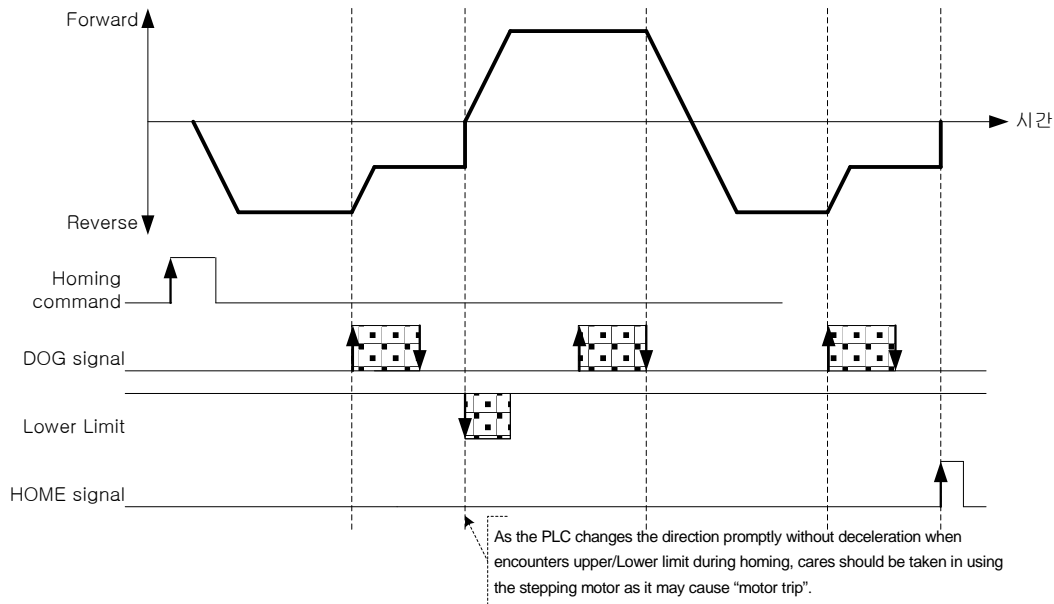 Forward
시간
Reverse
Homing
command
DOG signal
Lower Limit
HOME signal
As the PLC changes the direction promptly without deceleration when
encounters upper/Lower limit during homing, cares should be taken in using
the stepping motor as it may cause “motor trip”.